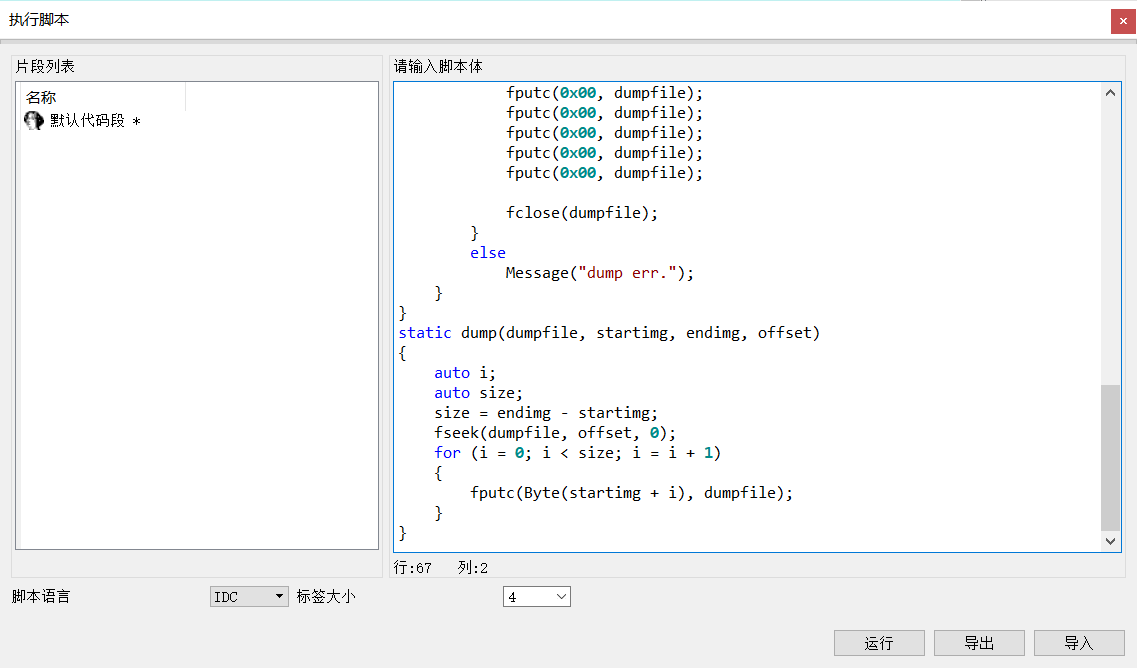 执行脚本
片段列表
名称
默认代码段 *
请输入脚本体
fputc(0x00, dumpfile);
fputc(0x00, dumpfile);
fputc(0x00, dumpfile);
fputc(0x00, dumpfile);
fputc(0x00, dumpfile);
fclose(dumpfile);
}
else
Message("dump err.");
}
}
static dump(dumpfile, startimg, endimg, offset)
{
auto i;
auto size;
size = endimg - startimg;
fseek(dumpfile, offset, 0);
for (i = 0; i < size; i = i + 1)
{
fputc(Byte(startimg + i), dumpfile);
}
}
行:67 列:2
脚本语言 IDC 标签大小 4
运行 导出 导入